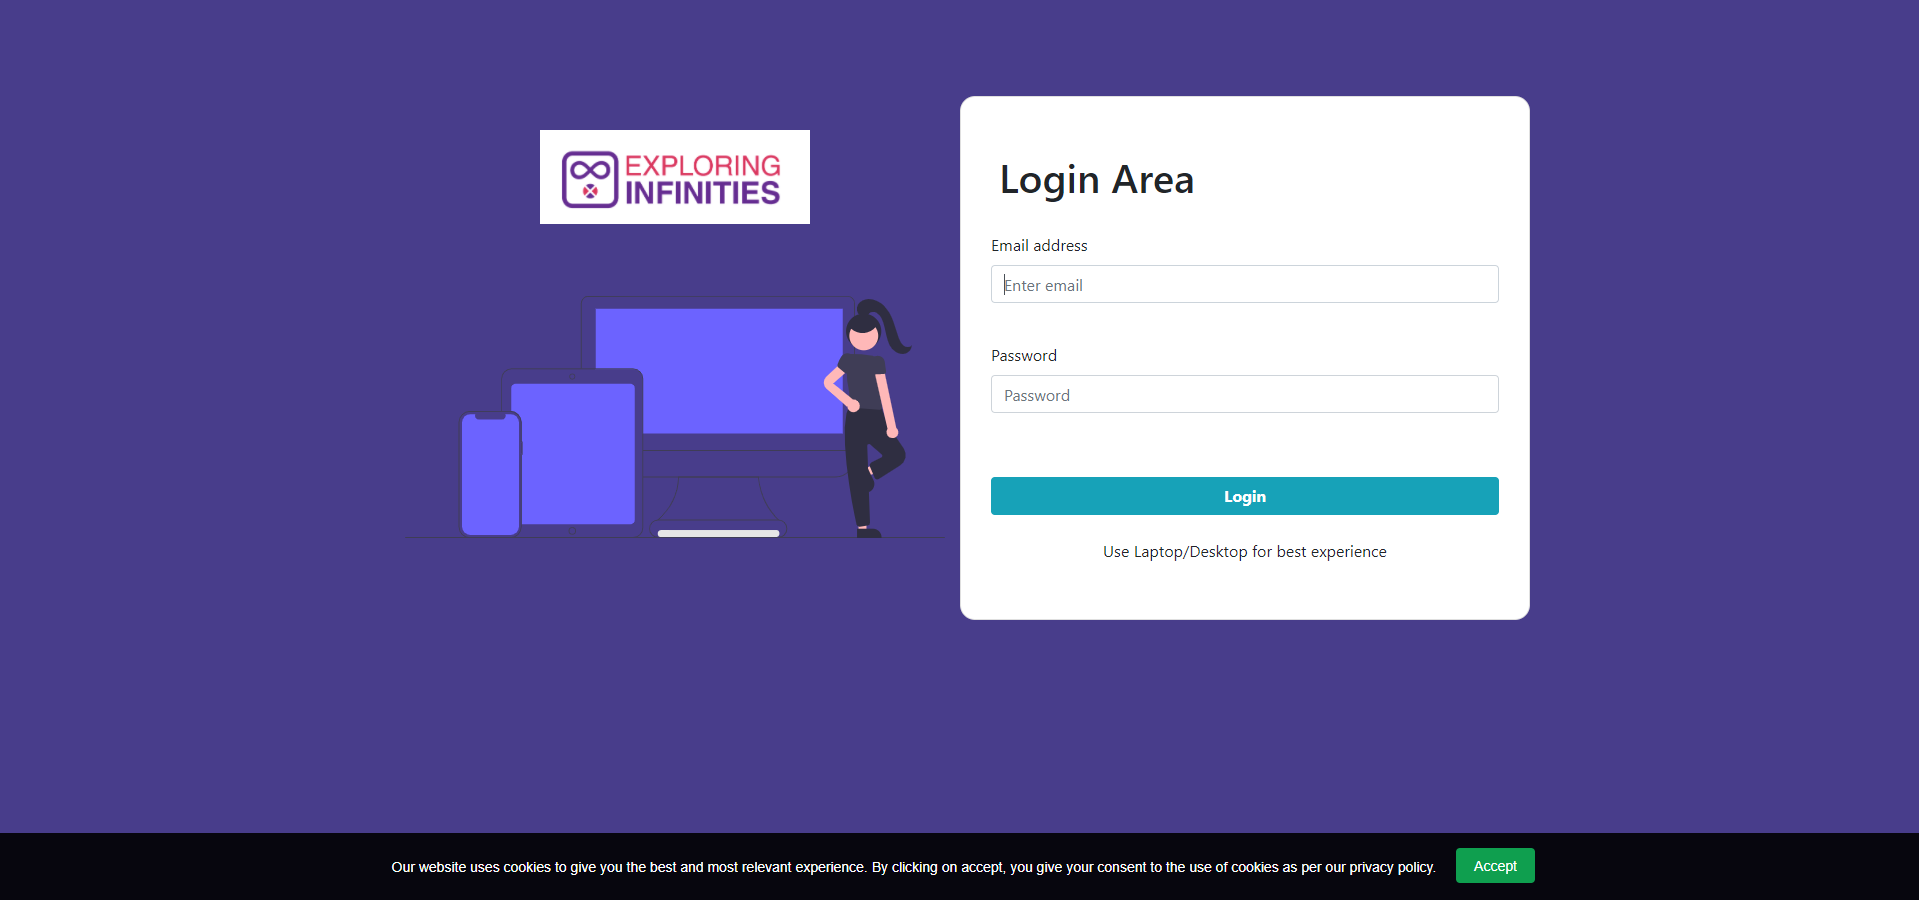 EXPLORING
INFINITIES
Login Area
Email address
Enter email
Password
Password
Login
Use Laptop/Desktop for best experience
Our website uses cookies to give you the best and most relevant experience. By clicking on accept, you give your consent to the use of cookies as per our privacy policy.
Accept